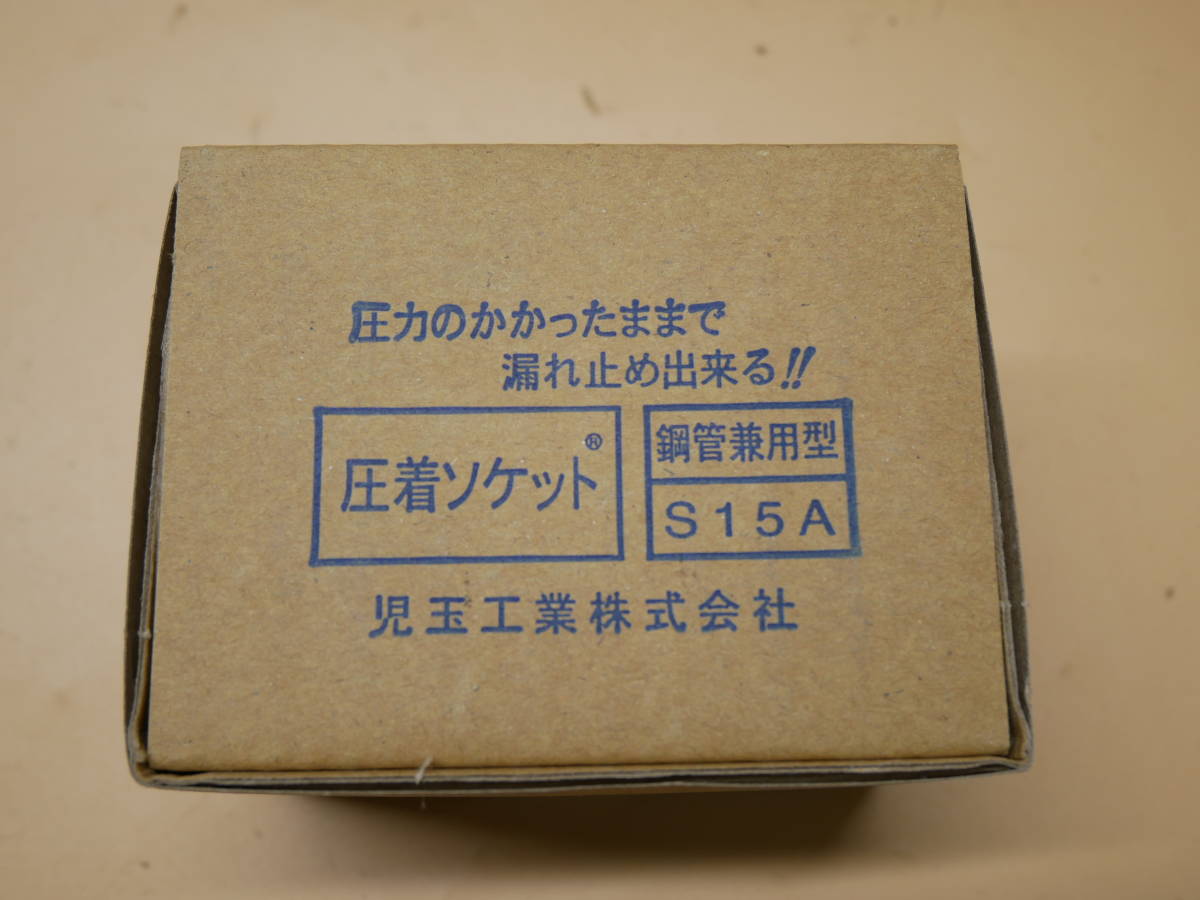 圧力のかかったままで
漏れ止め出来る!!
圧着ソケット®
鋼管兼用型
S15A
児玉工業株式会社